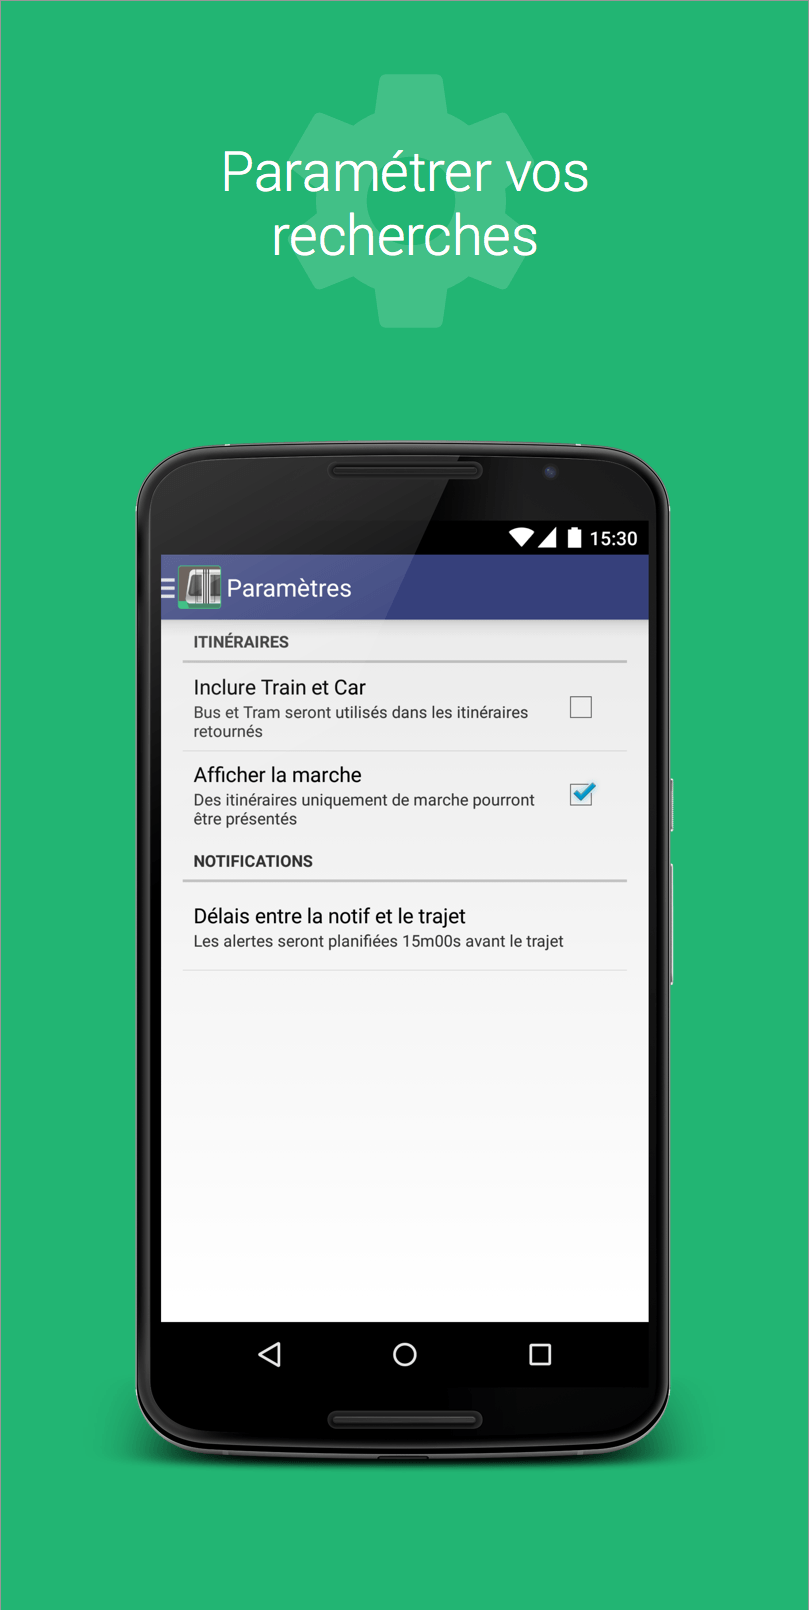 Paramétrer vos
recherches
15:30
Paramètres
ITINÉRAIRES
Inclure Train et Car
Bus et Tram seront utilisés dans les itinéraires
retournés
Afficher la marche
Des itinéraires uniquement de marche pourront
être présentés
NOTIFICATIONS
Délais entre la notif et le trajet
Les alertes seront planifiées 15m00s avant le trajet